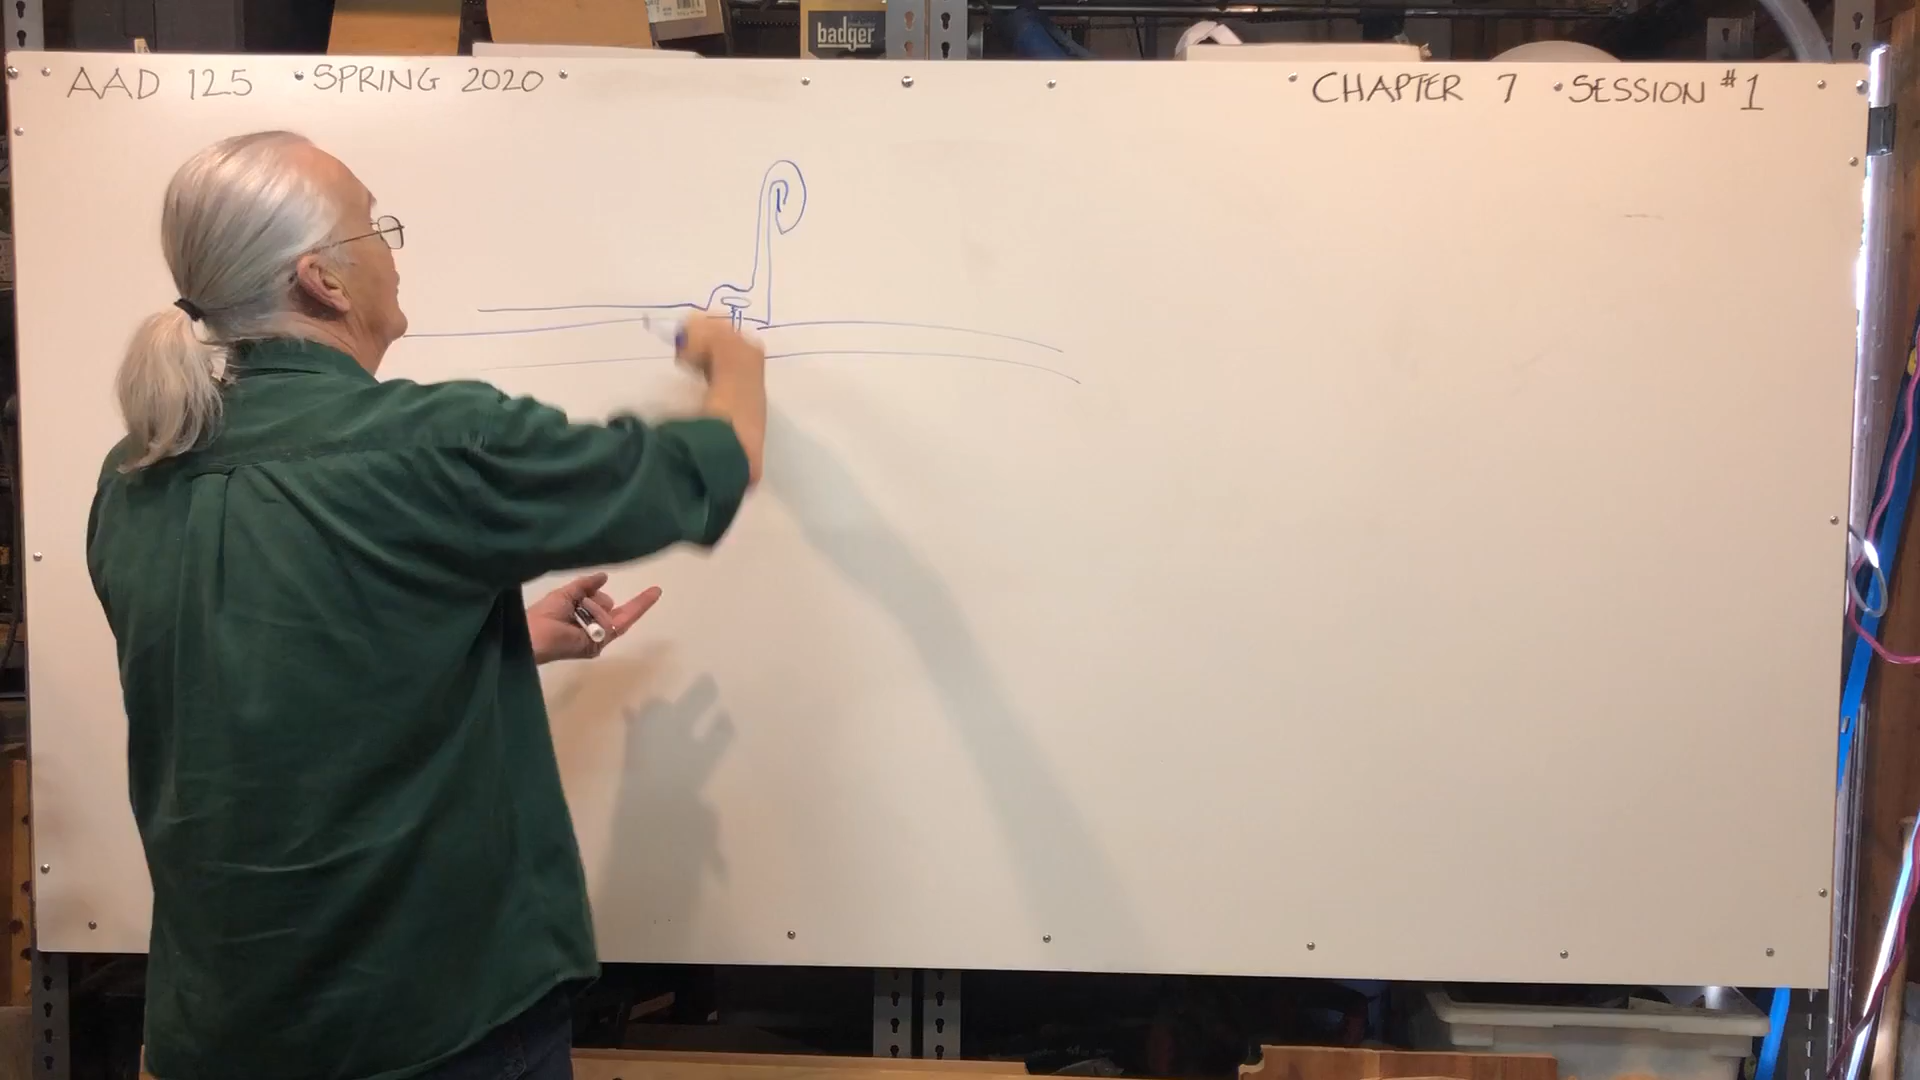 badger
AAD 125 • SPRING 2020
CHAPTER 7 • SESSION #1